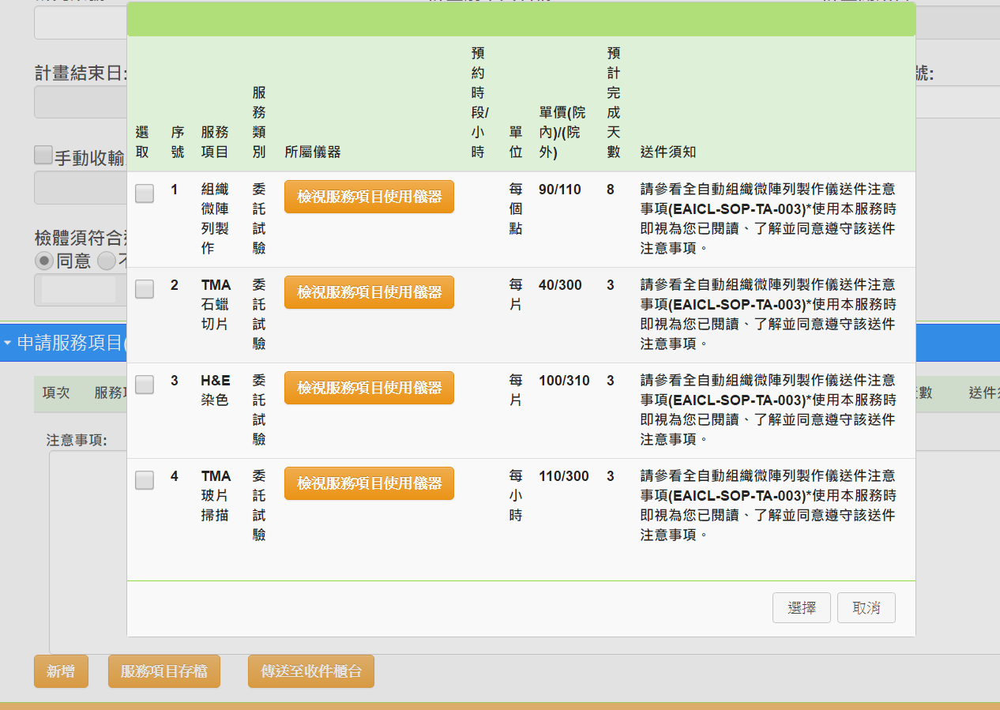 計畫結束日:
號:
手動收輸
檢體須符合
同意
申請服務項目(
項次 服務
數 送件
注意事項:
選取 序號 服務項目 服務類別 所屬儀器 預約時段/小時 單位 單價(院內)/(院外) 預計完成天數 送件須知
1 組織微陣列製作 委託試驗 檢視服務項目使用儀器 每個點 90/110 8 請參看全自動組織微陣列製作儀送件注意
事項(EAICL-SOP-TA-003)*使用本服務時
即視為您已閱讀、了解並同意遵守該送件
注意事項。
2 TMA石蠟切片 委託試驗 檢視服務項目使用儀器 每片 40/300 3 請參看全自動組織微陣列製作儀送件注意
事項(EAICL-SOP-TA-003)*使用本服務時
即視為您已閱讀、了解並同意遵守該送件
注意事項。
3 H&E染色 委託試驗 檢視服務項目使用儀器 每片 100/310 3 請參看全自動組織微陣列製作儀送件注意
事項(EAICL-SOP-TA-003)*使用本服務時
即視為您已閱讀、了解並同意遵守該送件
注意事項。
4 TMA玻片掃描 委託試驗 檢視服務項目使用儀器 每小時 110/300 3 請參看全自動組織微陣列製作儀送件注意
事項(EAICL-SOP-TA-003)*使用本服務時
即視為您已閱讀、了解並同意遵守該送件
注意事項。
選擇 取消
新增 服務項目存檔 傳送至收件櫃台